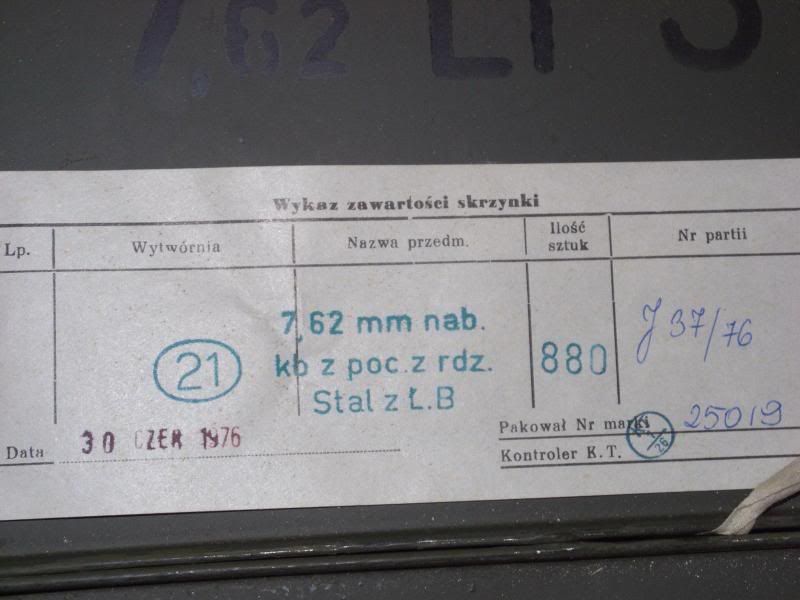 7,62 LPS
Wykaz zawartości skrzynki
Lp. Wytwórnia Nazwa przedm. Ilość sztuk Nr partii
21
7,62 mm nab.
kb z poc. z rdz.
Stal z Ł.B
880
J 37/76
Data 30 CZER 1976
Pakował Nr marki 25019
Kontroler K.T.
26